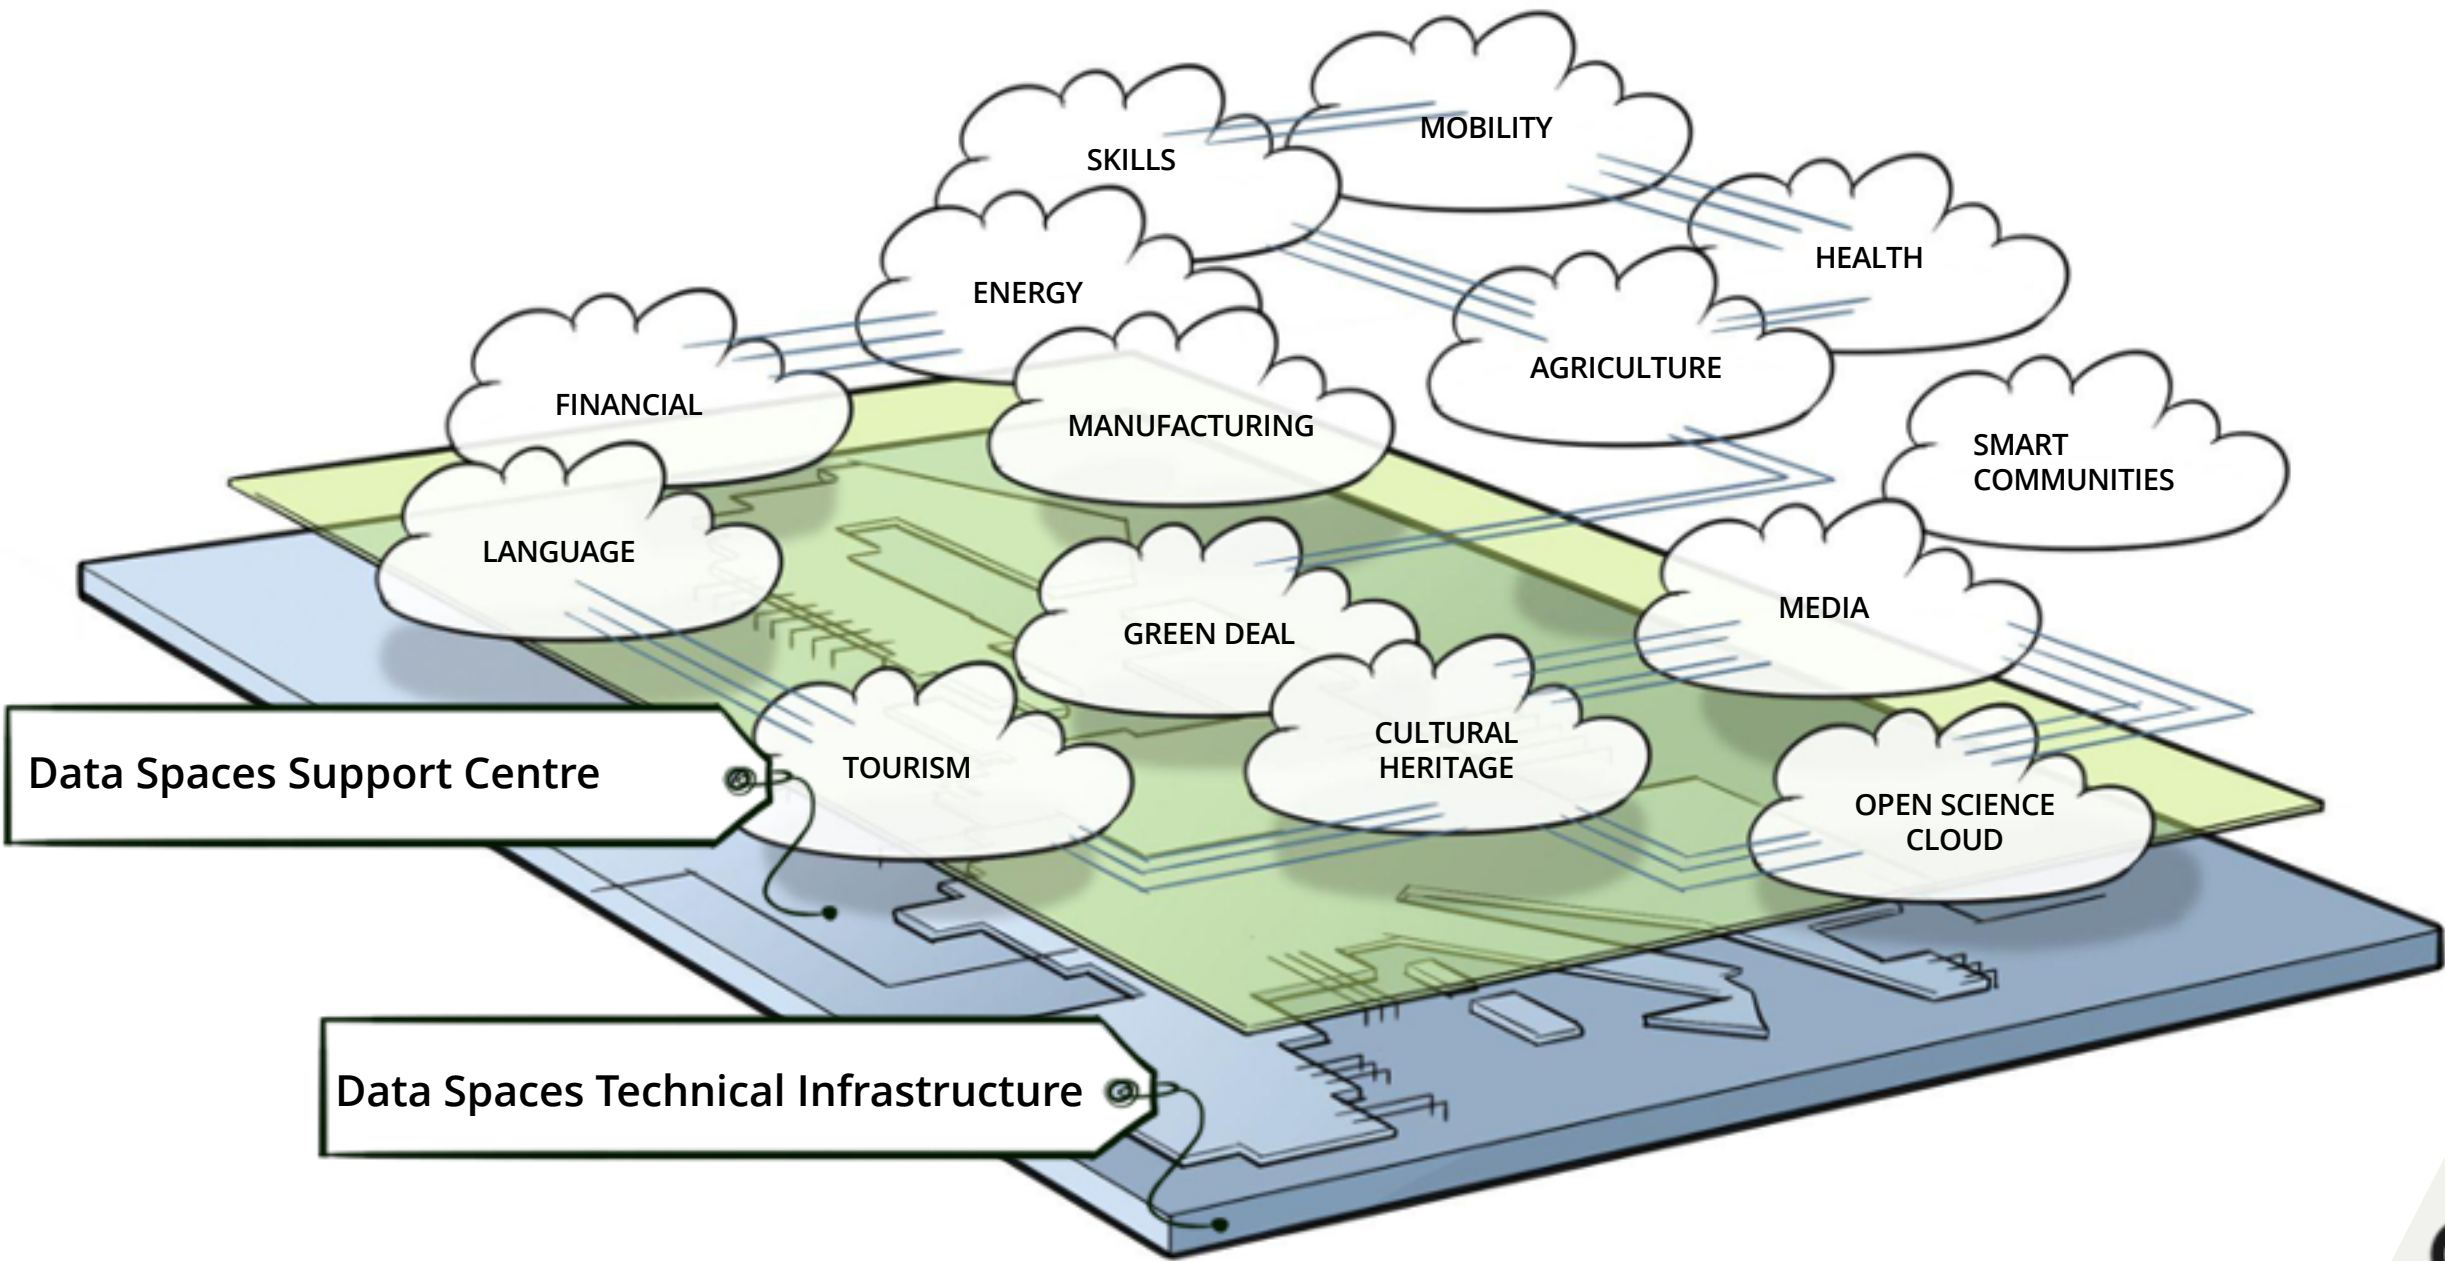 MOBILITY
SKILLS
HEALTH
ENERGY
AGRICULTURE
FINANCIAL
MANUFACTURING
SMART
COMMUNITIES
LANGUAGE
MEDIA
GREEN DEAL
CULTURAL
HERITAGE
TOURISM
OPEN SCIENCE
CLOUD
Data Spaces Support Centre
Data Spaces Technical Infrastructure